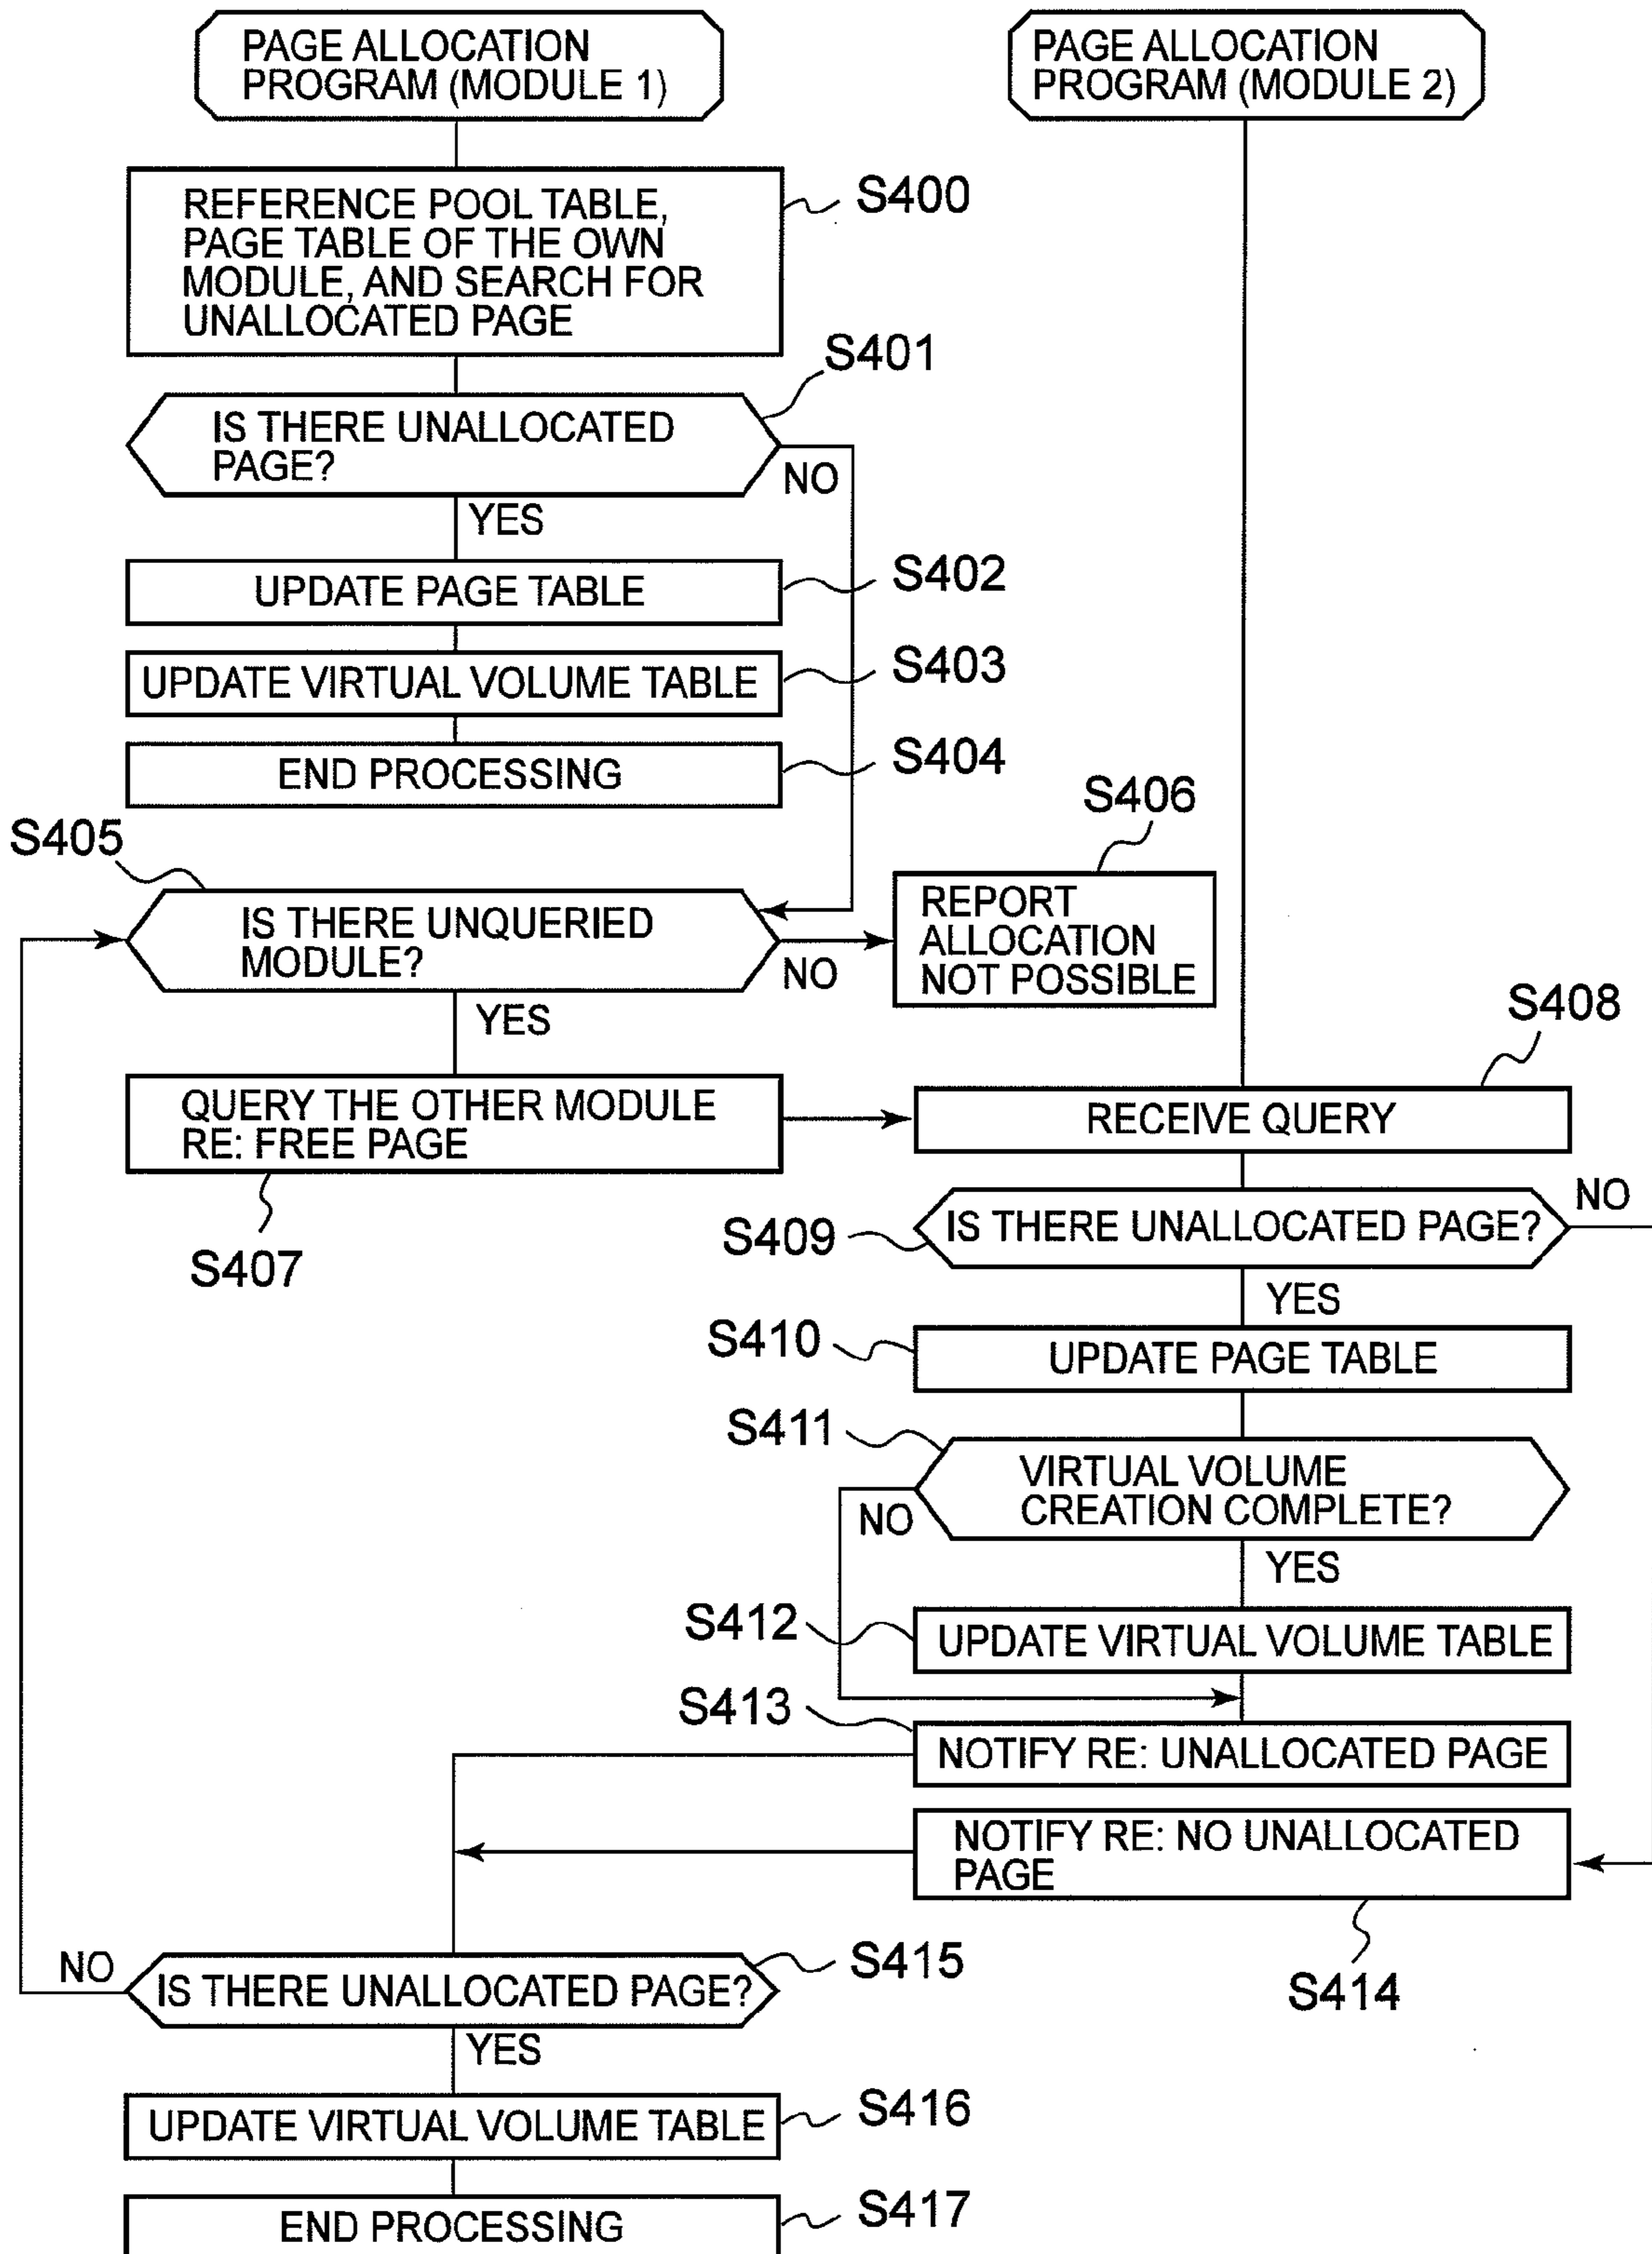 PAGE ALLOCATION
PROGRAM (MODULE 1)
PAGE ALLOCATION
PROGRAM (MODULE 2)
REFERENCE POOL TABLE,
PAGE TABLE OF THE OWN
MODULE, AND SEARCH FOR
UNALLOCATED PAGE
S400
S401
IS THERE UNALLOCATED
PAGE?
NO
YES
UPDATE PAGE TABLE
S402
UPDATE VIRTUAL VOLUME TABLE
S403
END PROCESSING
S404
S405
S406
IS THERE UNQUERIED
MODULE?
NO
REPORT
ALLOCATION
NOT POSSIBLE
YES
S408
QUERY THE OTHER MODULE
RE: FREE PAGE
S407
RECEIVE QUERY
S409
IS THERE UNALLOCATED PAGE?
NO
YES
S410
UPDATE PAGE TABLE
S411
VIRTUAL VOLUME
CREATION COMPLETE?
NO
YES
S412
UPDATE VIRTUAL VOLUME TABLE
S413
NOTIFY RE: UNALLOCATED PAGE
NOTIFY RE: NO UNALLOCATED
PAGE
S414
NO
IS THERE UNALLOCATED PAGE?
S415
YES
UPDATE VIRTUAL VOLUME TABLE
S416
END PROCESSING
S417